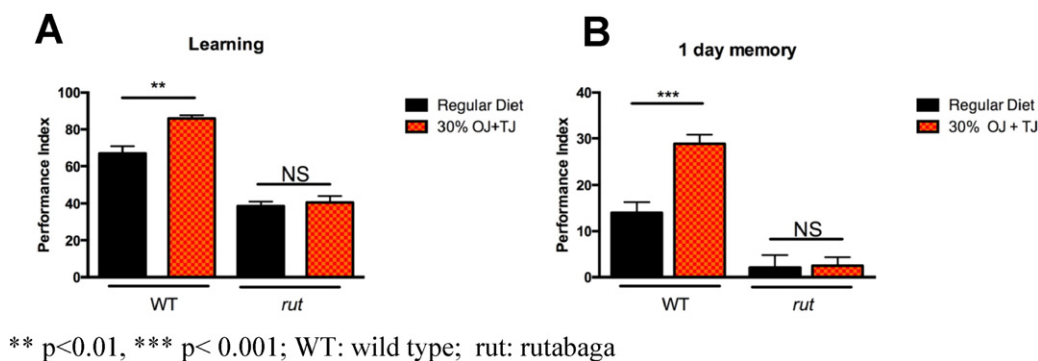 A
Learning
**
NS
Performance Index
100
80
60
40
20
0
WT
rut
Regular Diet
30% OJ+TJ
B
1 day memory
***
NS
Performance Index
40
30
20
10
0
WT
rut
Regular Diet
30% OJ + TJ
** p<0.01, *** p< 0.001; WT: wild type; rut: rutabaga